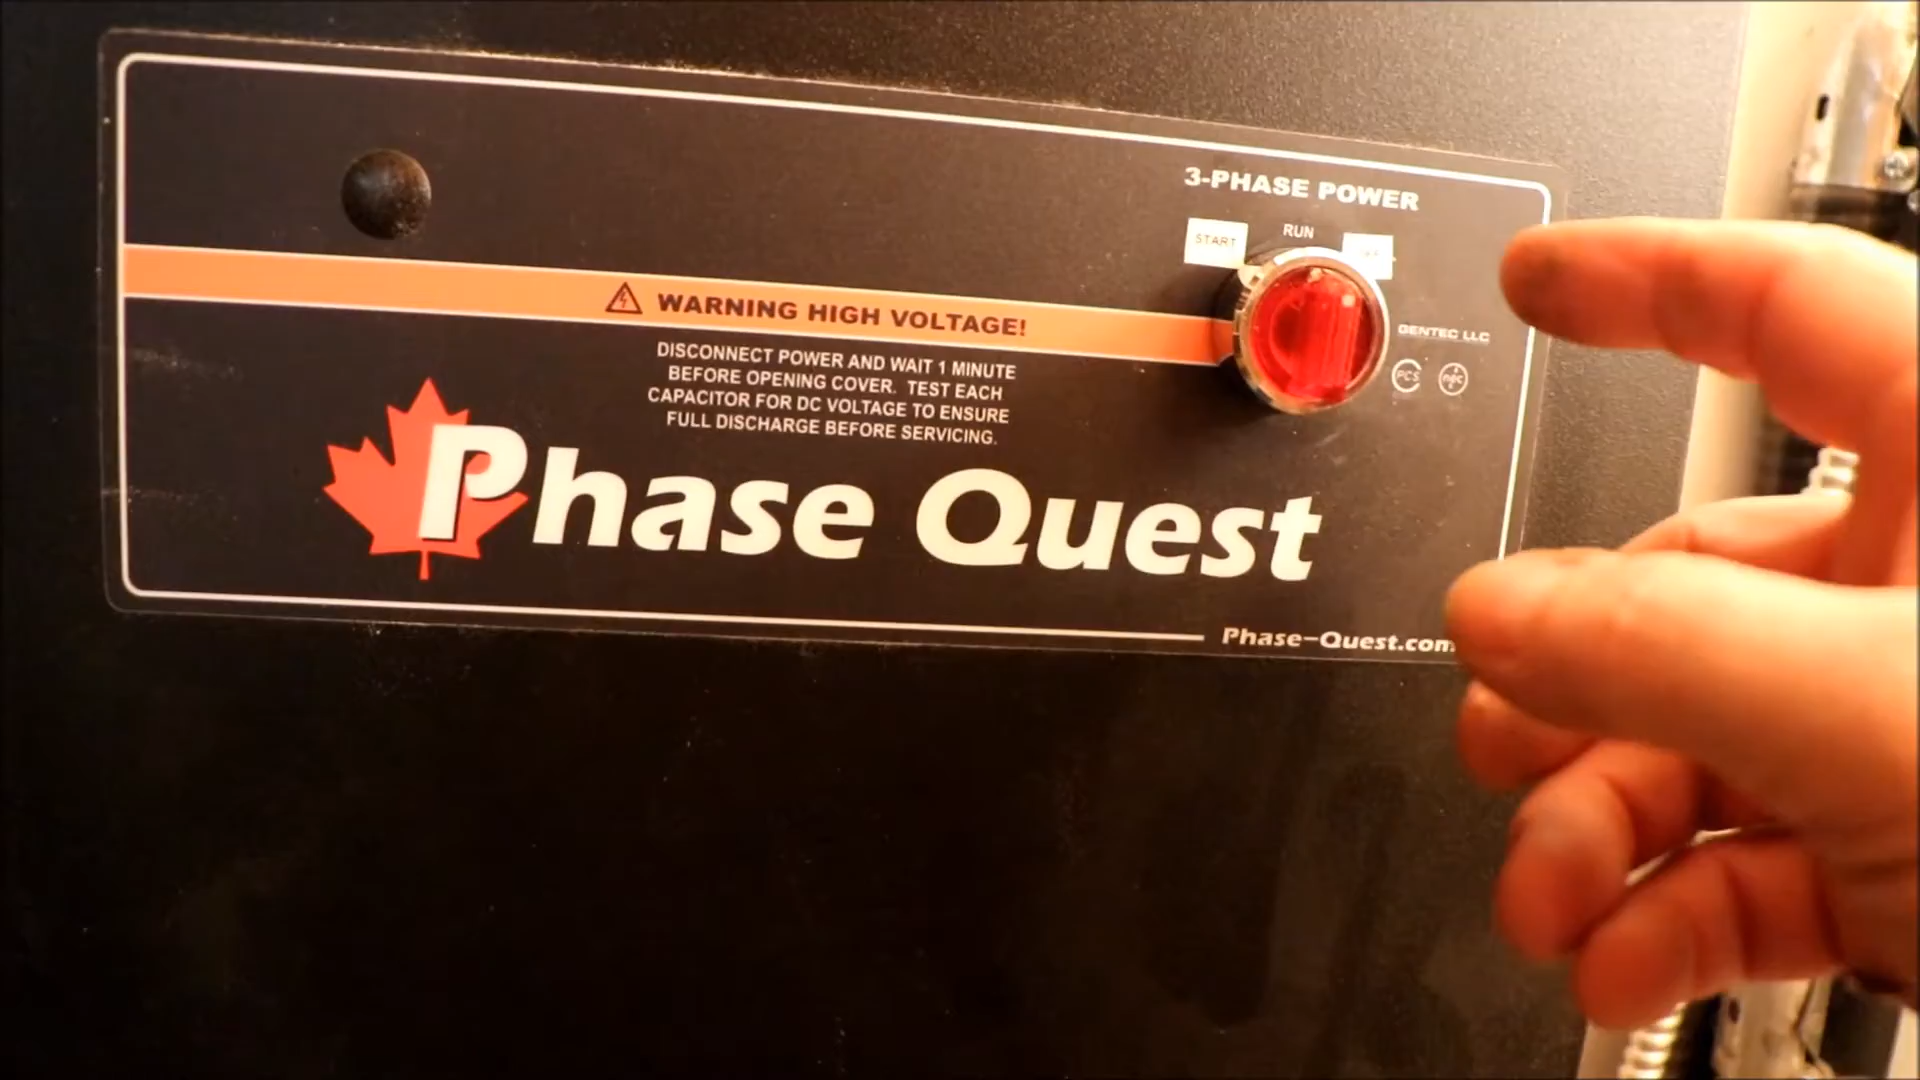 3-PHASE POWER
START
RUN
WARNING HIGH VOLTAGE!
DISCONNECT POWER AND WAIT 1 MINUTE
BEFORE OPENING COVER. TEST EACH
CAPACITOR FOR DC VOLTAGE TO ENSURE
FULL DISCHARGE BEFORE SERVICING.
GENTEC LLC
PCS
Phase Quest
Phase-Quest.com